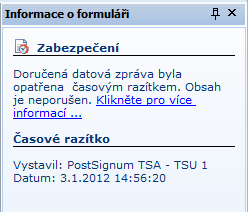 Informace o formuláři
Zabezpečení
Doručená datová zpráva byla
opatřena časovým razítkem. Obsah
je neporušen. Klikněte pro více
informací ...
Časové razítko
Vystavil: PostSignum TSA - TSU 1
Datum: 3.1.2012 14:56:20